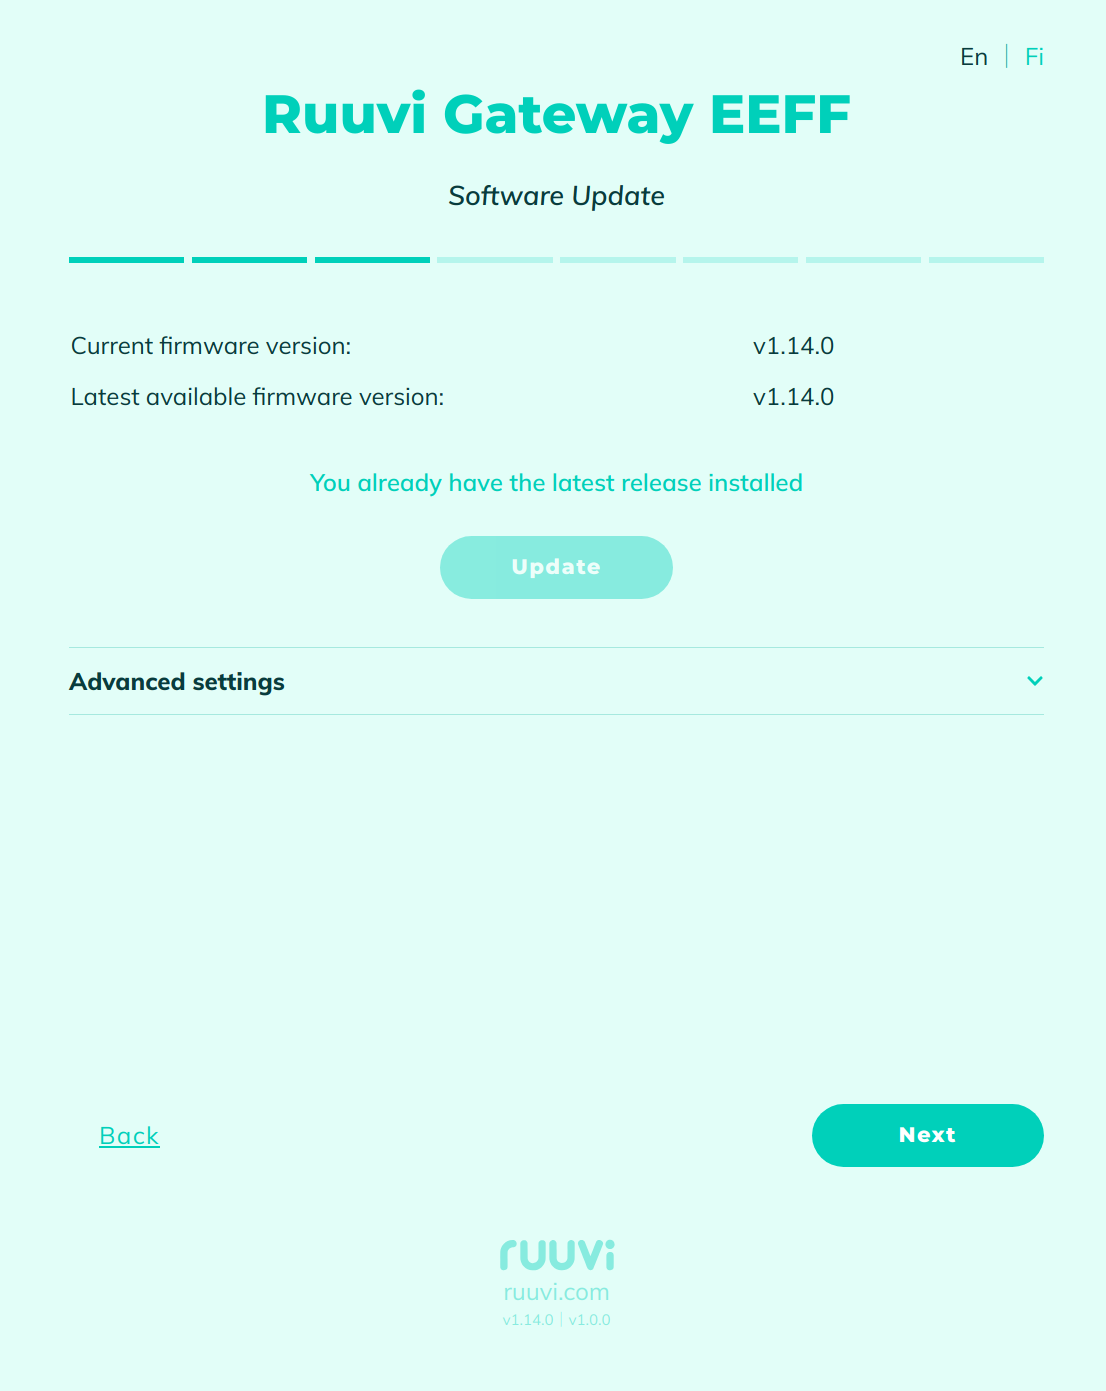 En | Fi
Ruuvi Gateway EEFF
Software Update
Current firmware version: v1.14.0
Latest available firmware version: v1.14.0
You already have the latest release installed
Update
Advanced settings
Back Next
ruuvi
ruuvi.com
v1.14.0 | v1.0.0